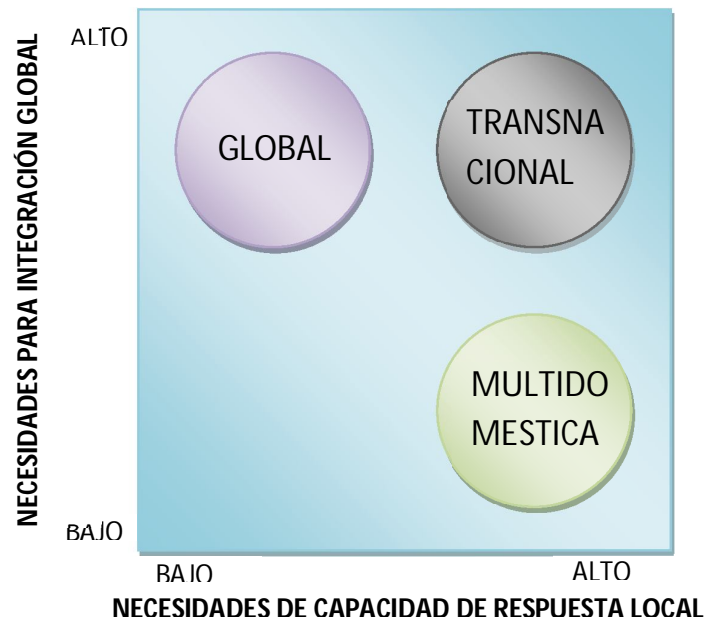 NECESIDADES PARA INTEGRACIÓN GLOBAL
ALTO
GLOBAL
TRANSNA
CIONAL
MULTIDO
MESTICA
BAJO
BAJO
ALTO
NECESIDADES DE CAPACIDAD DE RESPUESTA LOCAL